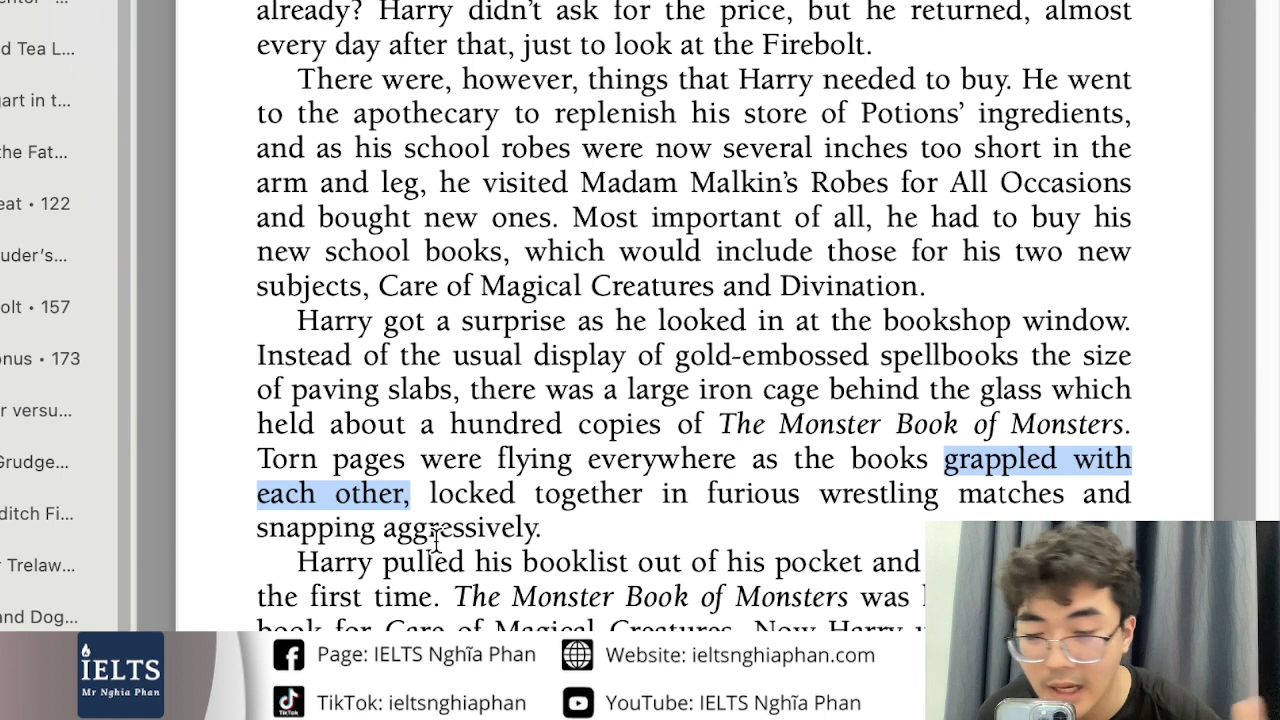 already? Harry didn't ask for the price, but he returned, almost
every day after that, just to look at the Firebolt.
There were, however, things that Harry needed to buy. He went
to the apothecary to replenish his store of Potions' ingredients,
and as his school robes were now several inches too short in the
arm and leg, he visited Madam Malkin's Robes for All Occasions
and bought new ones. Most important of all, he had to buy his
new school books, which would include those for his two new
subjects, Care of Magical Creatures and Divination.
Harry got a surprise as he looked in at the bookshop window.
Instead of the usual display of gold-embossed spellbooks the size
of paving slabs, there was a large iron cage behind the glass which
held about a hundred copies of The Monster Book of Monsters.
Torn pages were flying everywhere as the books grappled with
each other, locked together in furious wrestling matches and
snapping aggressively.
Harry pulled his booklist out of his pocket and
the first time. The Monster Book of Monsters was
book for Care of Magical Creatures. Now Harry
d Tea L...
gart in t...
the Fat...
eat • 122
uder's...
olt • 157
onus • 173
r versu...
Grudge...
ditch Fi...
r Trelaw...
and Dog...
IELTS
Mr Nghia Phan
Page: IELTS Nghĩa Phan
Website: ieltsnghiaphan.com
TikTok: ieltsnghiaphan
YouTube: IELTS Nghĩa Phan